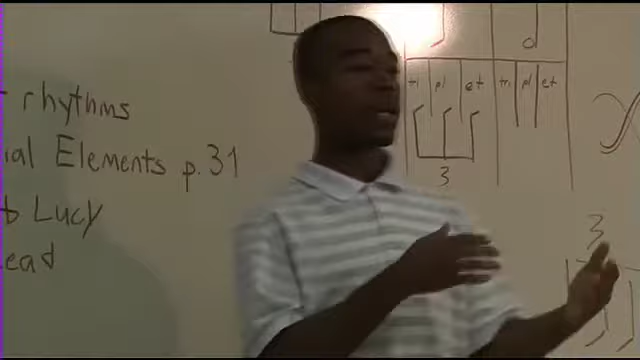 rhythms
ial Elements p. 31
Lucy
ead
tri pl et tri pl et
3
3